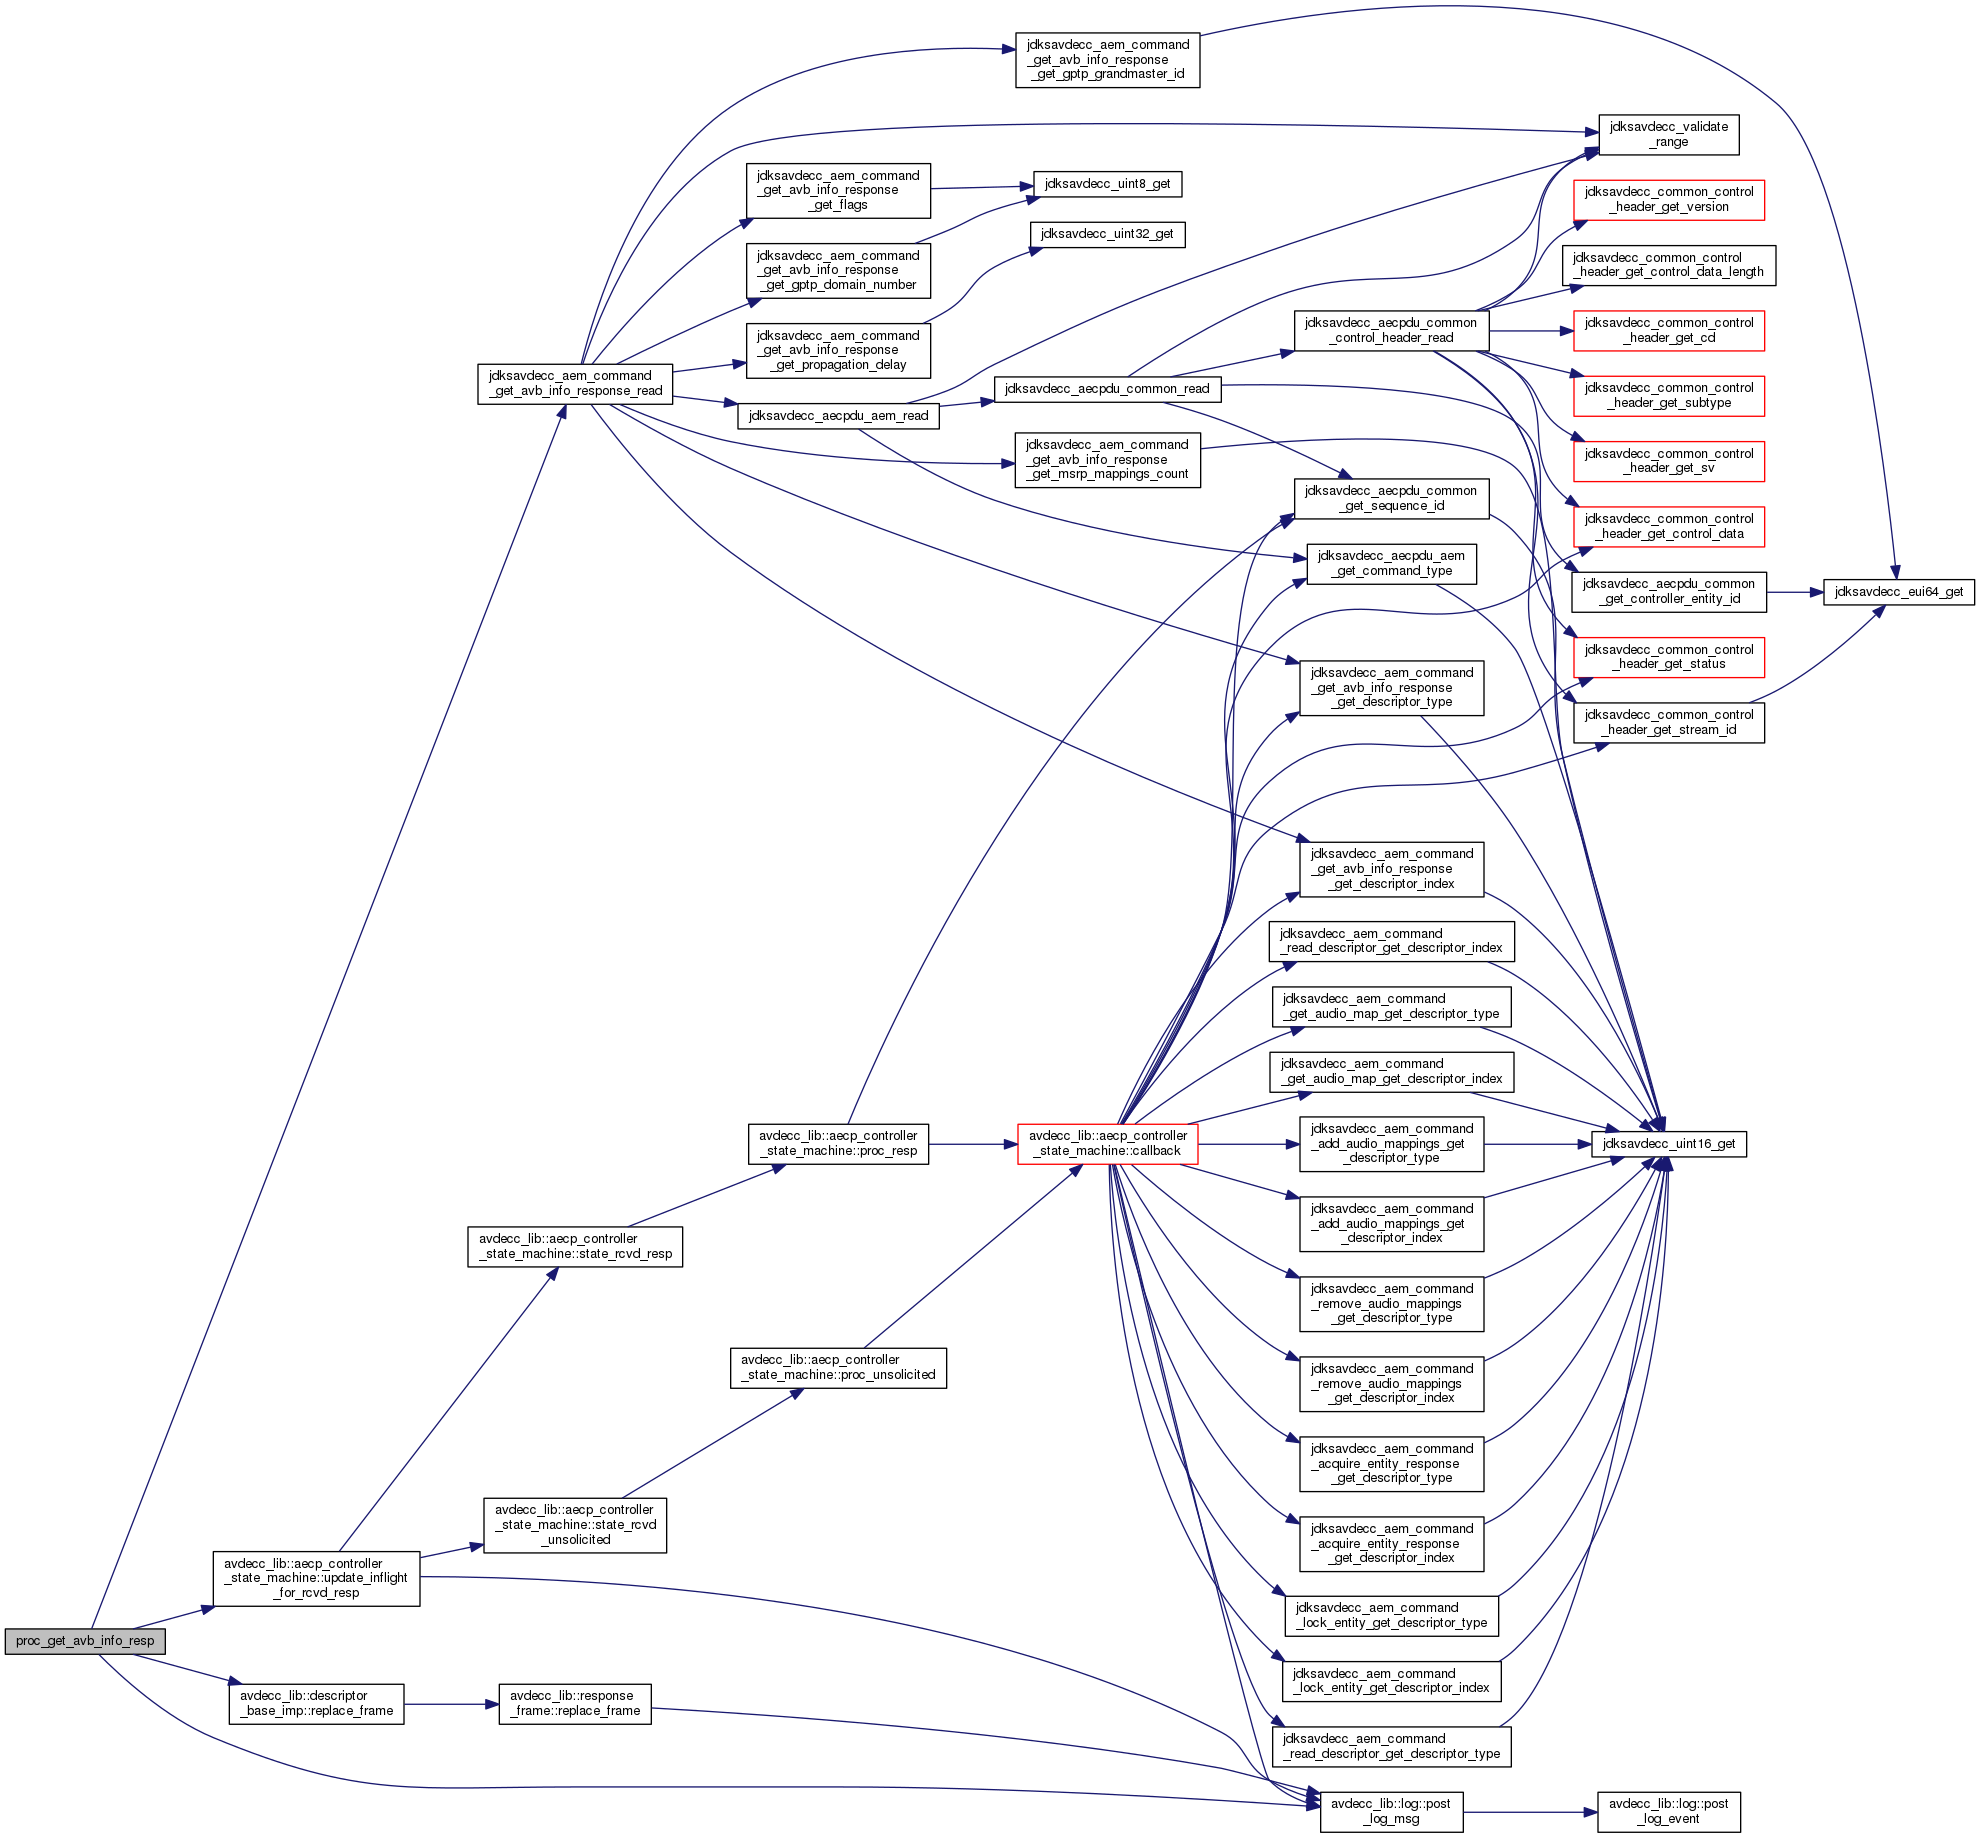 jdksavdecc_aem_command
_get_avb_info_response
_get_gptp_grandmaster_id
jdksavdecc_validate
_range
jdksavdecc_aem_command
_get_avb_info_response
_get_flags
jdksavdecc_uint8_get
jdksavdecc_common_control
_header_get_version
jdksavdecc_uint32_get
jdksavdecc_aem_command
_get_avb_info_response
_get_gptp_domain_number
jdksavdecc_common_control
_header_get_control_data_length
jdksavdecc_aem_command
_get_avb_info_response
_get_propagation_delay
jdksavdecc_aecpdu_common
_control_header_read
jdksavdecc_common_control
_header_get_cd
jdksavdecc_aem_command
_get_avb_info_response_read
jdksavdecc_aecpdu_common_read
jdksavdecc_common_control
_header_get_subtype
jdksavdecc_aecpdu_aem_read
jdksavdecc_aem_command
_get_avb_info_response
_get_msrp_mappings_count
jdksavdecc_common_control
_header_get_sv
jdksavdecc_aecpdu_common
_get_sequence_id
jdksavdecc_common_control
_header_get_control_data
jdksavdecc_aecpdu_aem
_get_command_type
jdksavdecc_aecpdu_common
_get_controller_entity_id
jdksavdecc_eui64_get
jdksavdecc_common_control
_header_get_status
jdksavdecc_aem_command
_get_avb_info_response
_get_descriptor_type
jdksavdecc_common_control
_header_get_stream_id
jdksavdecc_aem_command
_get_avb_info_response
_get_descriptor_index
jdksavdecc_aem_command
_read_descriptor_get_descriptor_index
jdksavdecc_aem_command
_get_audio_map_get_descriptor_type
jdksavdecc_aem_command
_get_audio_map_get_descriptor_index
avdecc_lib::aecp_controller
_state_machine::proc_resp
avdecc_lib::aecp_controller
_state_machine::callback
jdksavdecc_aem_command
_add_audio_mappings_get
_descriptor_type
jdksavdecc_uint16_get
jdksavdecc_aem_command
_add_audio_mappings_get
_descriptor_index
avdecc_lib::aecp_controller
_state_machine::state_rcvd_resp
jdksavdecc_aem_command
_remove_audio_mappings
_get_descriptor_type
avdecc_lib::aecp_controller
_state_machine::proc_unsolicited
jdksavdecc_aem_command
_remove_audio_mappings
_get_descriptor_index
jdksavdecc_aem_command
_acquire_entity_response
_get_descriptor_type
avdecc_lib::aecp_controller
_state_machine::state_rcvd
_unsolicited
jdksavdecc_aem_command
_acquire_entity_response
_get_descriptor_index
avdecc_lib::aecp_controller
_state_machine::update_inflight
_for_rcvd_resp
jdksavdecc_aem_command
_lock_entity_get_descriptor_type
proc_get_avb_info_resp
jdksavdecc_aem_command
_lock_entity_get_descriptor_index
avdecc_lib::descriptor
_base_imp::replace_frame
avdecc_lib::response
_frame::replace_frame
jdksavdecc_aem_command
_read_descriptor_get_descriptor_type
avdecc_lib::log::post
_log_msg
avdecc_lib::log::post
_log_event